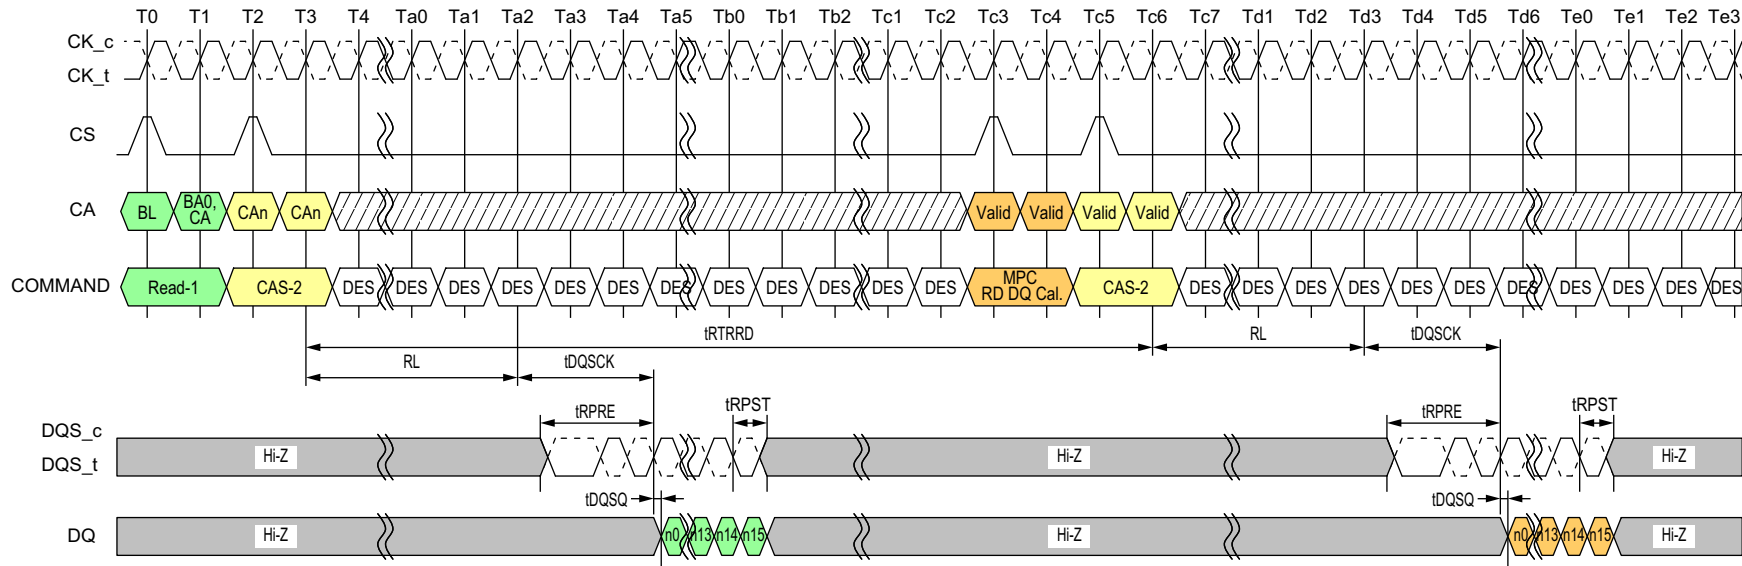 T0 T1 T2 T3 T4 Ta0 Ta1 Ta2 Ta3 Ta4 Ta5 Tb0 Tb1 Tb2 Tc1 Tc2 Tc3 Tc4 Tc5 Tc6 Tc7 Td1 Td2 Td3 Td4 Td5 Td6 Te0 Te1 Te2 Te3
CK_c
CK_t
CS
CA BL BA0, CA CAn CAn Valid Valid Valid Valid
COMMAND Read-1 CAS-2 DES DES DES DES DES DES DES DES DES DES DES DES MPC RD DQ Cal. CAS-2 DES DES DES DES DES DES DES DES DES DES DES
tRTRRD RL tDQSCK
RL tDQSCK
tRPRE tRPST tRPRE tRPST
DQS_c
DQS_t Hi-Z Hi-Z Hi-Z
tDQSQ tDQSQ
DQ Hi-Z n0 n13 n14 n15 Hi-Z n0 n13 n14 n15 Hi-Z